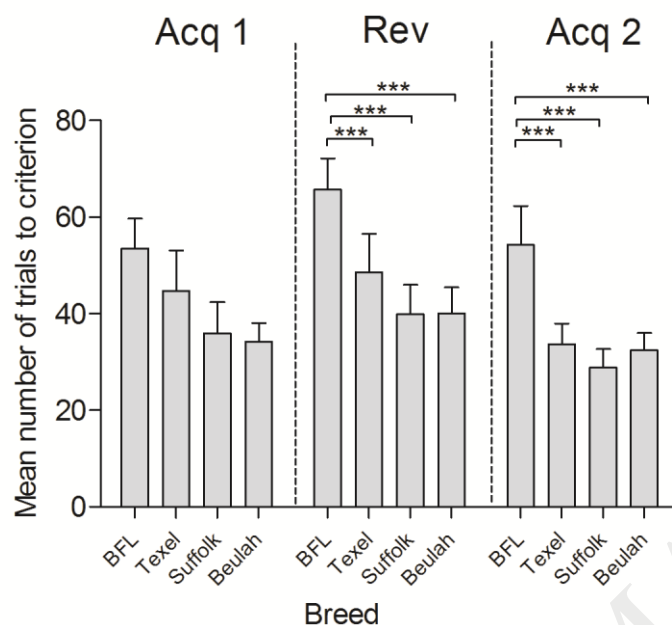 Acq 1 Rev Acq 2
***
***
***
***
***
***
80
60
40
20
0
Mean number of trials to criterion
BFL Texel Suffolk Beulah BFL Texel Suffolk Beulah BFL Texel Suffolk Beulah
Breed